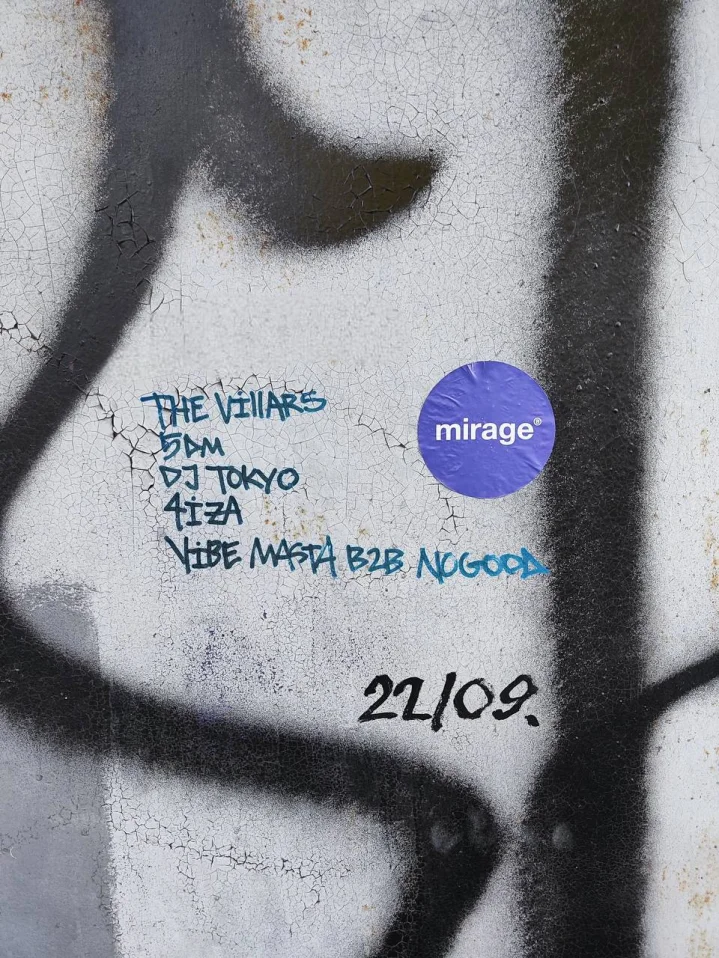 THE VillARS
5DM
DJ TOKYO
4iZA
ViBE MASTA B2B NOGOOD
mirage®
22/09.